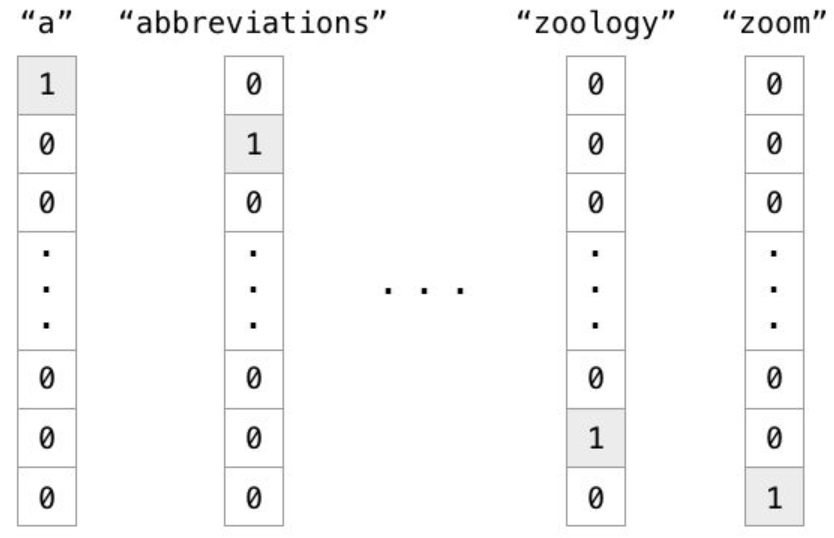 “a” “abbreviations” “zoology” “zoom”
1 0 0 0
0 1 0 0
0 0 0 0
. . . .
. . . . . . .
. . . .
0 0 0 0
0 0 1 0
0 0 0 1